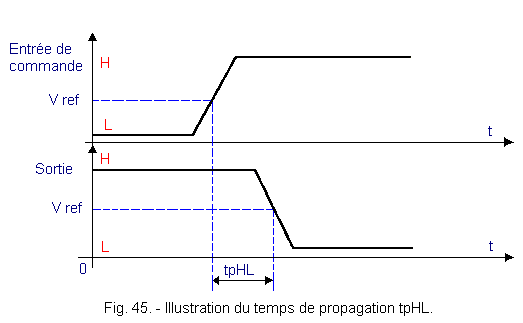 Entrée de
commande
H
V ref
L
t
H
Sortie
V ref
L
t
0
tpHL
Fig. 45. - Illustration du temps de propagation tpHL.